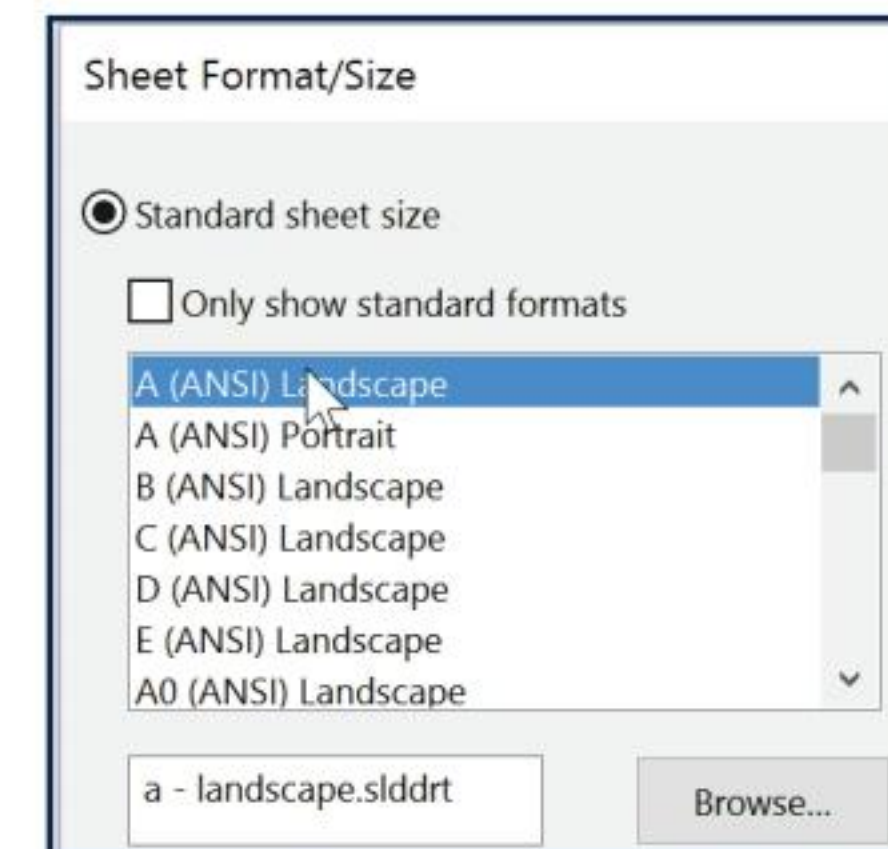 Sheet Format/Size
Standard sheet size
Only show standard formats
A (ANSI) Landscape
A (ANSI) Portrait
B (ANSI) Landscape
C (ANSI) Landscape
D (ANSI) Landscape
E (ANSI) Landscape
A0 (ANSI) Landscape
a - landscape.slddrt
Browse...